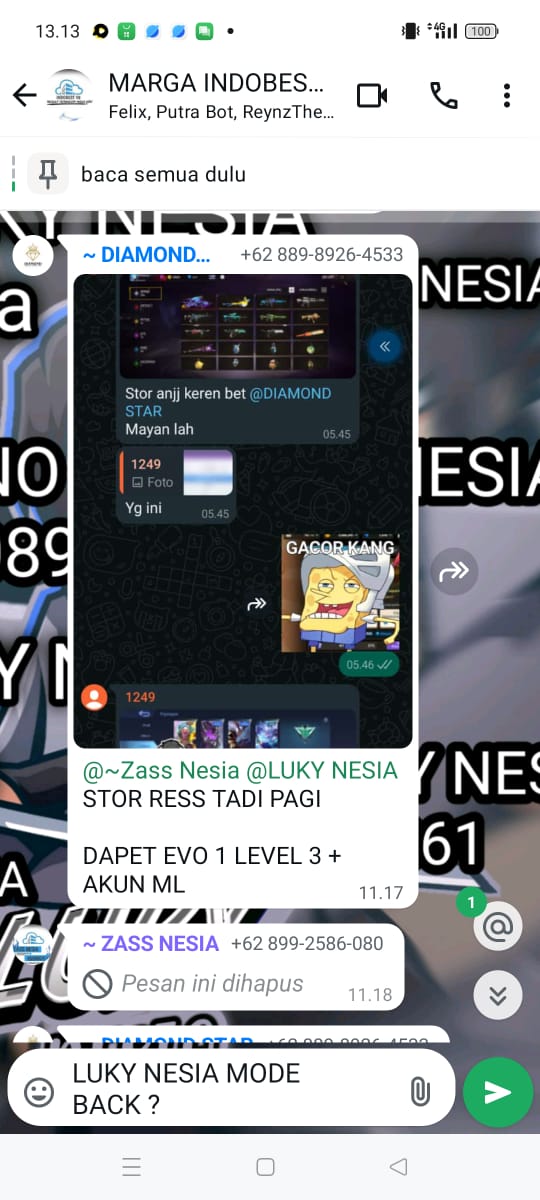 13.13
4G
100
MARGA INDOBES...
Felix, Putra Bot, ReynzThe...
baca semua dulu
~ DIAMOND... +62 889-8926-4533
Stor anjj keren bet @DIAMOND
STAR
Mayan lah
05.45
1249
Foto
Yg ini
05.45
GACOR KANG
05.46
1249
@~Zass Nesia @LUKY NESIA
STOR RESS TADI PAGI
DAPET EVO 1 LEVEL 3 +
AKUN ML
11.17
1
@
~ ZASS NESIA +62 899-2586-080
Pesan ini dihapus
11.18
LUKY NESIA MODE
BACK ?